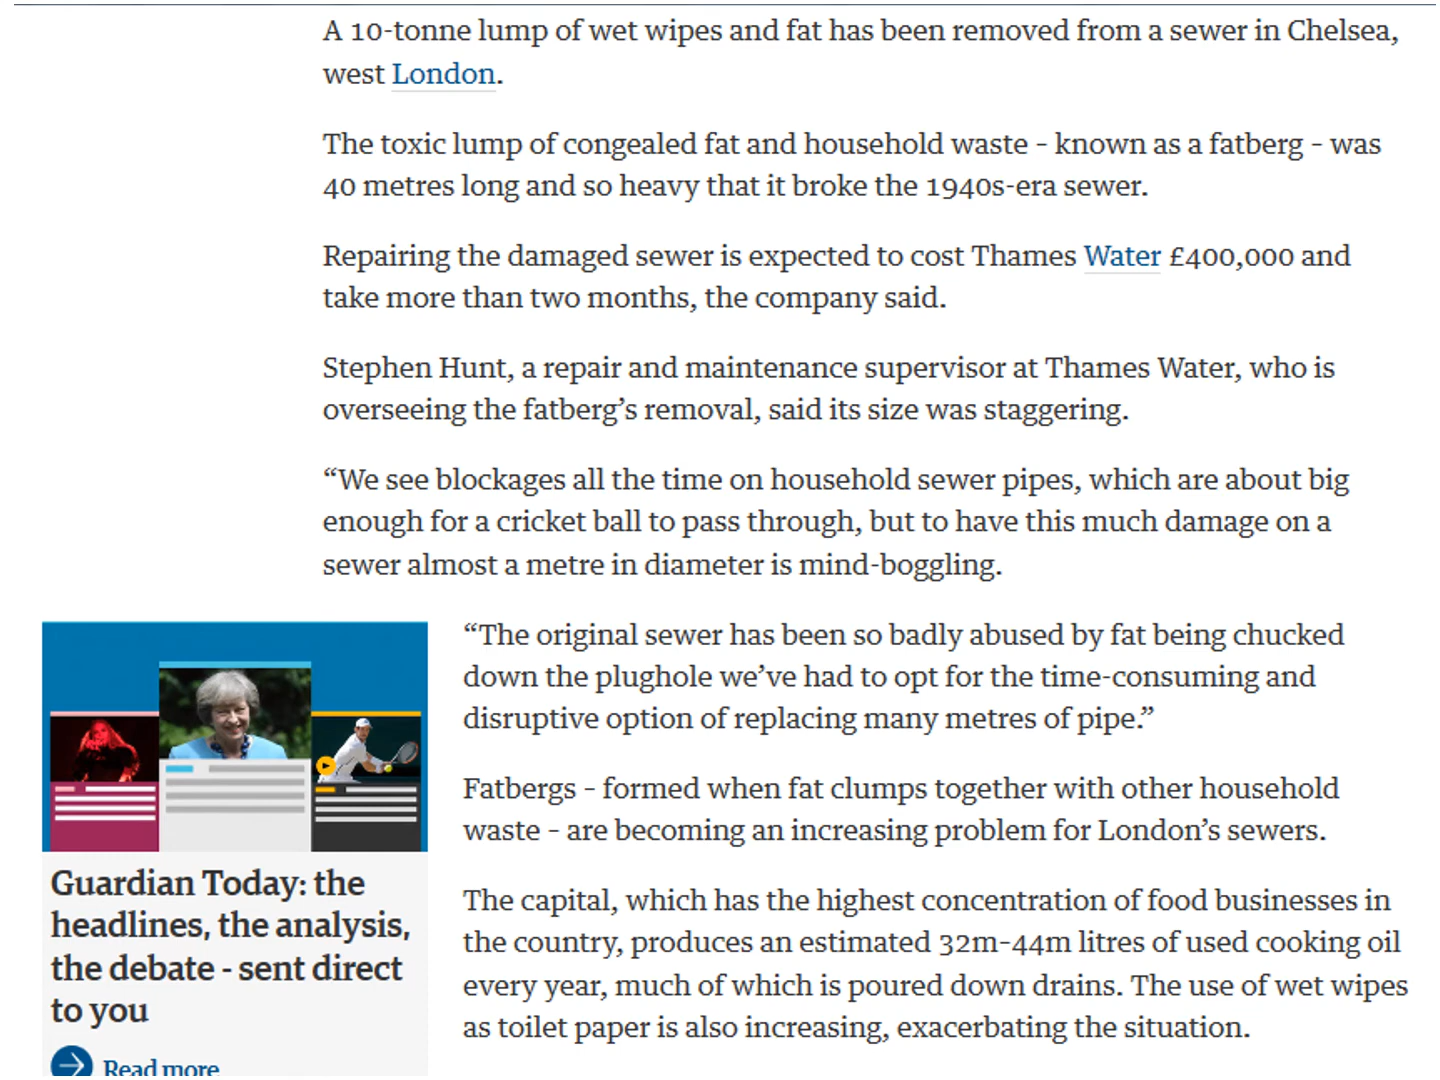 A 10-tonne lump of wet wipes and fat has been removed from a sewer in Chelsea,
west London.
The toxic lump of congealed fat and household waste – known as a fatberg – was
40 metres long and so heavy that it broke the 1940s-era sewer.
Repairing the damaged sewer is expected to cost Thames Water £400,000 and
take more than two months, the company said.
Stephen Hunt, a repair and maintenance supervisor at Thames Water, who is
overseeing the fatberg’s removal, said its size was staggering.
“We see blockages all the time on household sewer pipes, which are about big
enough for a cricket ball to pass through, but to have this much damage on a
sewer almost a metre in diameter is mind-boggling.
“The original sewer has been so badly abused by fat being chucked
down the plughole we’ve had to opt for the time-consuming and
disruptive option of replacing many metres of pipe.”
Fatbergs – formed when fat clumps together with other household
waste – are becoming an increasing problem for London’s sewers.
The capital, which has the highest concentration of food businesses in
the country, produces an estimated 32m-44m litres of used cooking oil
every year, much of which is poured down drains. The use of wet wipes
as toilet paper is also increasing, exacerbating the situation.
Guardian Today: the
headlines, the analysis,
the debate - sent direct
to you
Read more